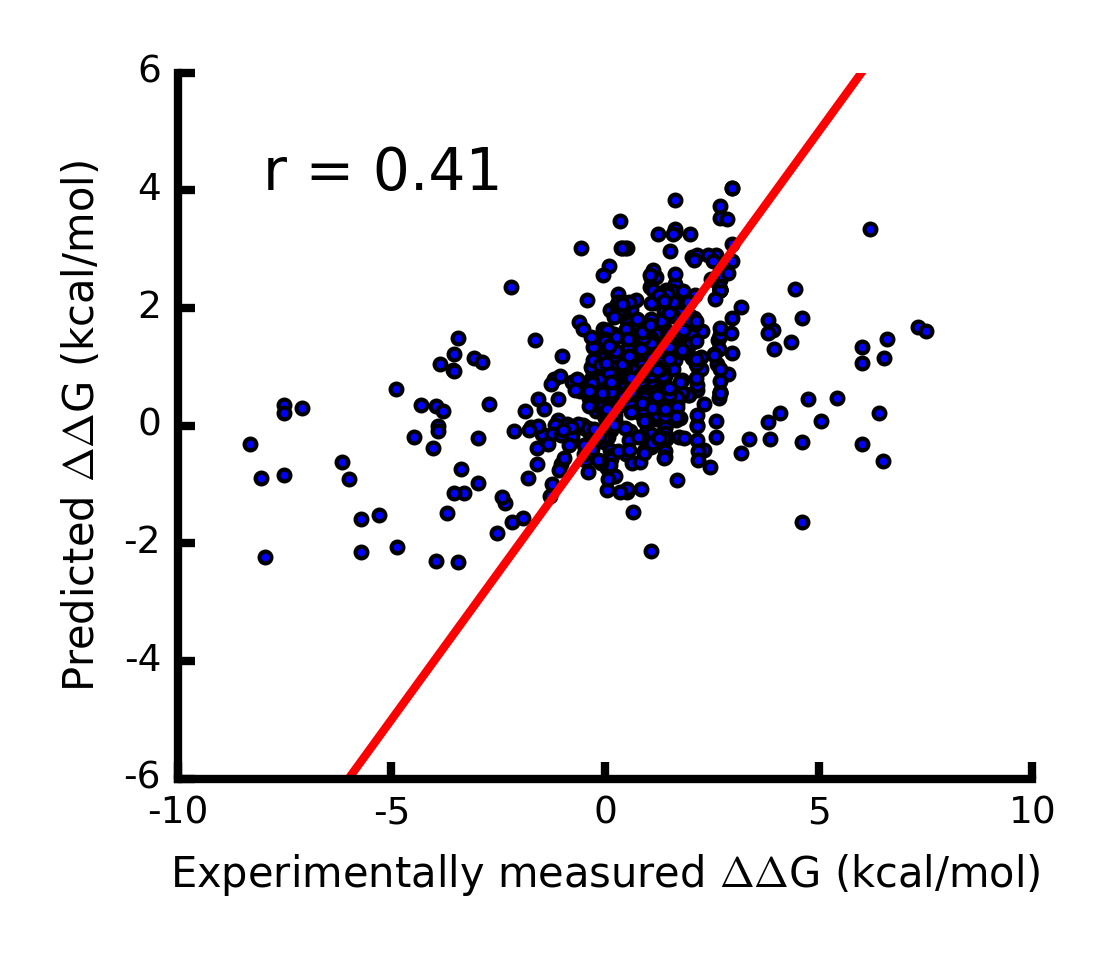 6
4
2
0
-2
-4
-6
r = 0.41
Predicted ΔΔG (kcal/mol)
-10 -5 0 5 10
Experimentally measured ΔΔG (kcal/mol)